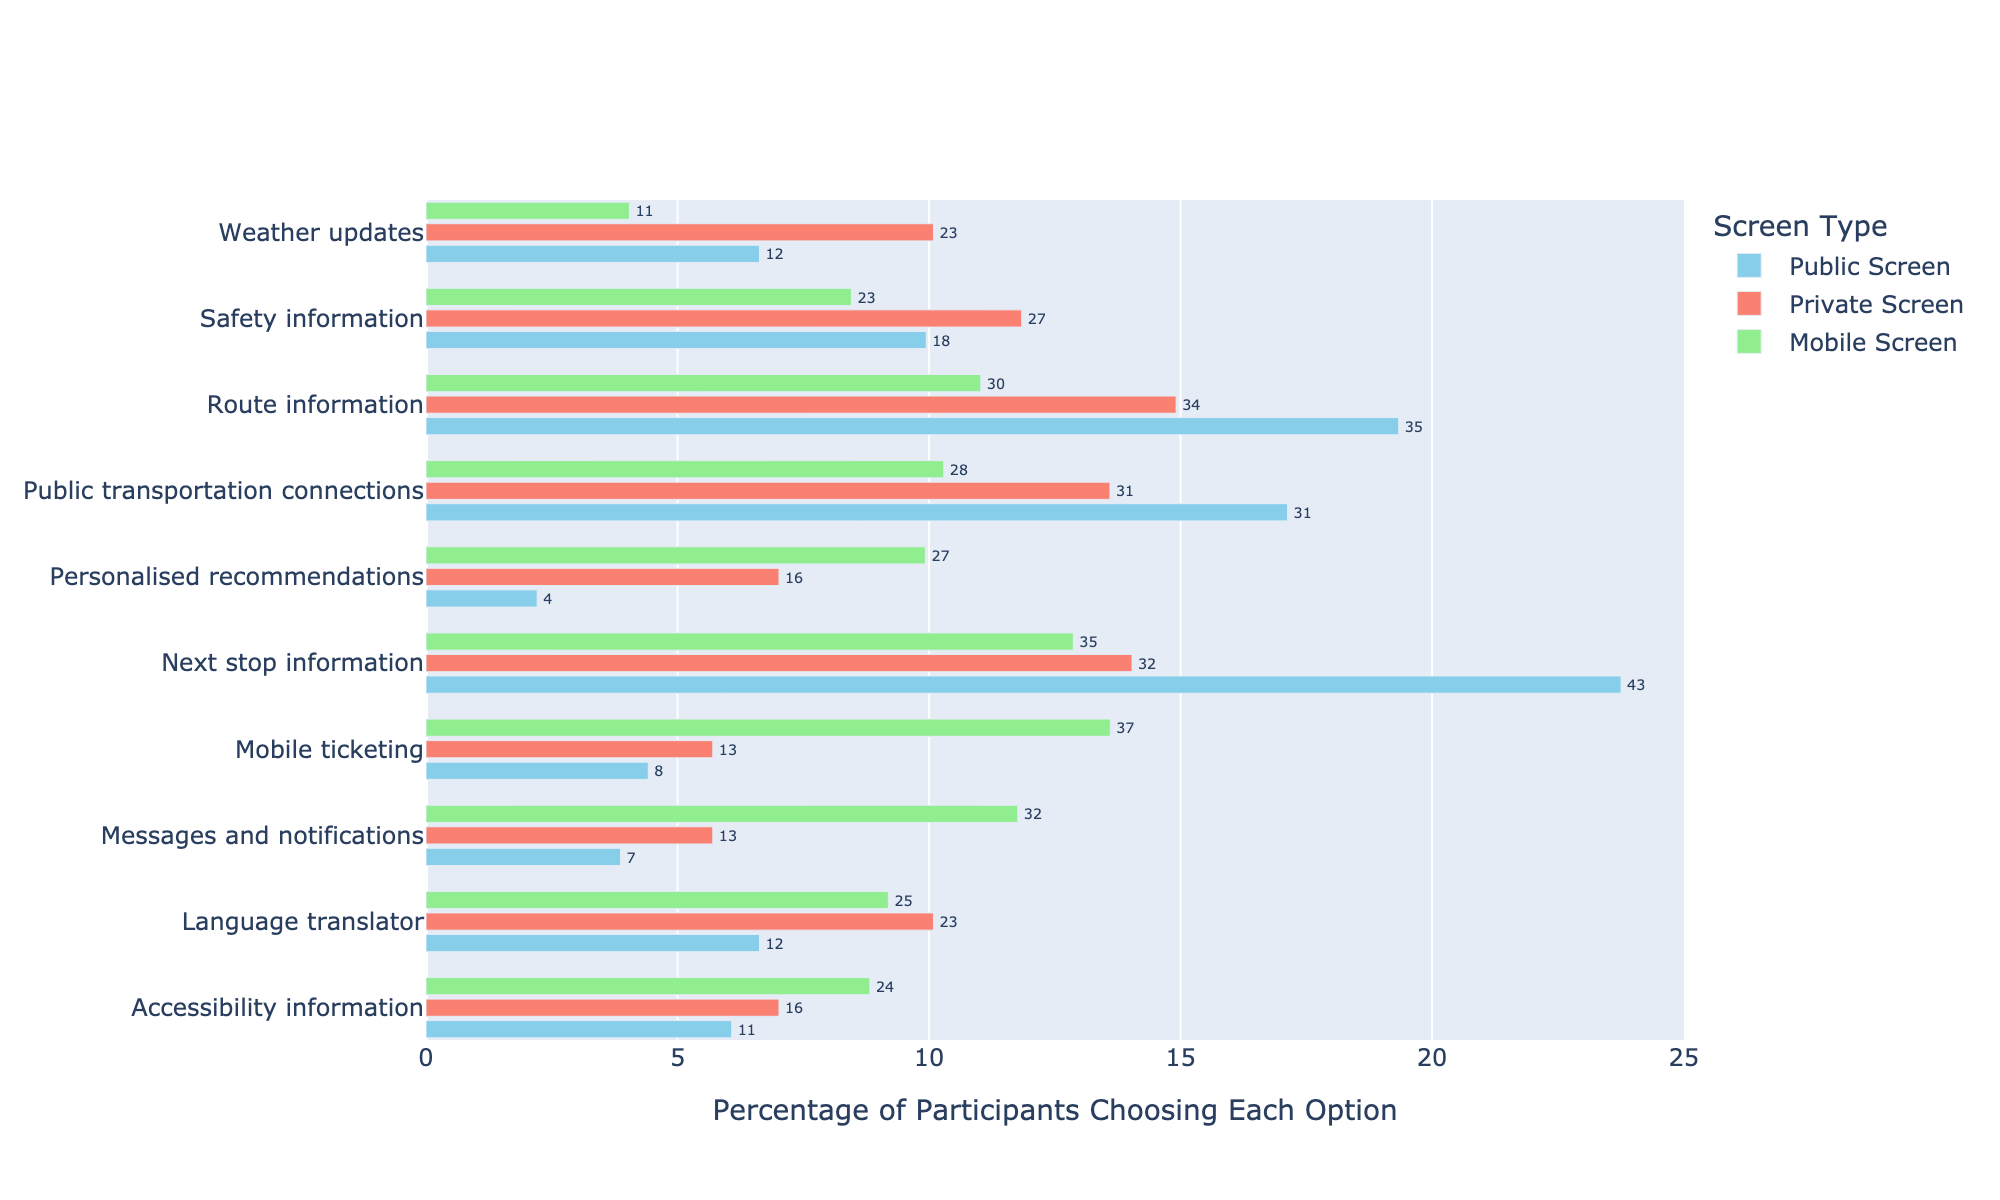 Weather updates
11
23
12
Safety information
23
27
18
Route information
30
34
35
Public transportation connections
28
31
31
Personalised recommendations
27
16
4
Next stop information
35
32
43
Mobile ticketing
37
13
8
Messages and notifications
32
13
7
Language translator
25
23
12
Accessibility information
24
16
11
0 5 10 15 20 25
Percentage of Participants Choosing Each Option
Screen Type
Public Screen
Private Screen
Mobile Screen